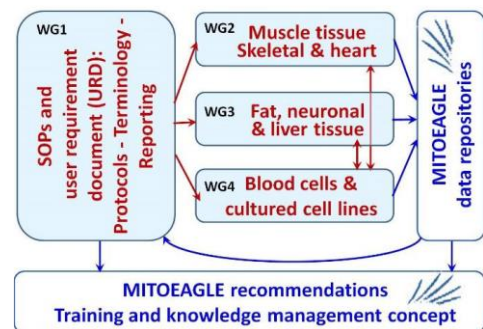 WG1
SOPs and
user requirement
document (URD):
Protocols - Terminology -
Reporting
WG2
Muscle tissue
Skeletal & heart
WG3
Fat, neuronal
& liver tissue
WG4
Blood cells &
cultured cell lines
MITOEAGLE
data repositories
MITOEAGLE recommendations
Training and knowledge management concept